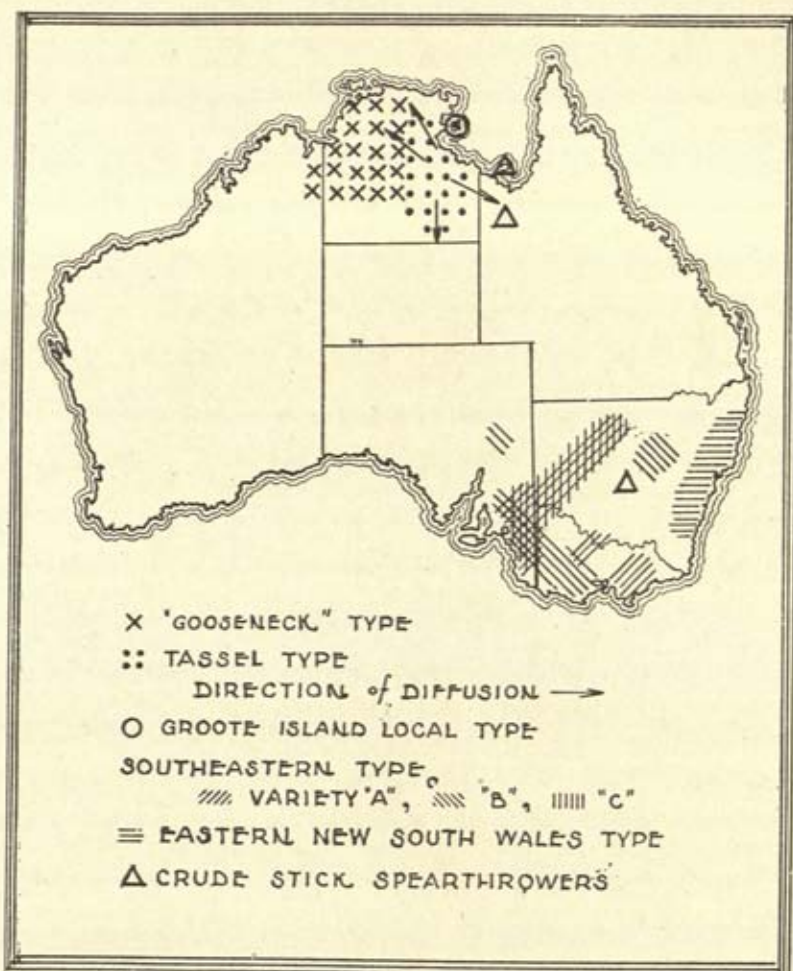 "GOOSENECK" TYPE
TASSEL TYPE
DIRECTION of DIFFUSION
GROOTE ISLAND LOCAL TYPE
SOUTHEASTERN TYPE,
VARIETY "A", "B", "C"
EASTERN NEW SOUTH WALES TYPE
CRUDE STICK SPEARTHROWERS